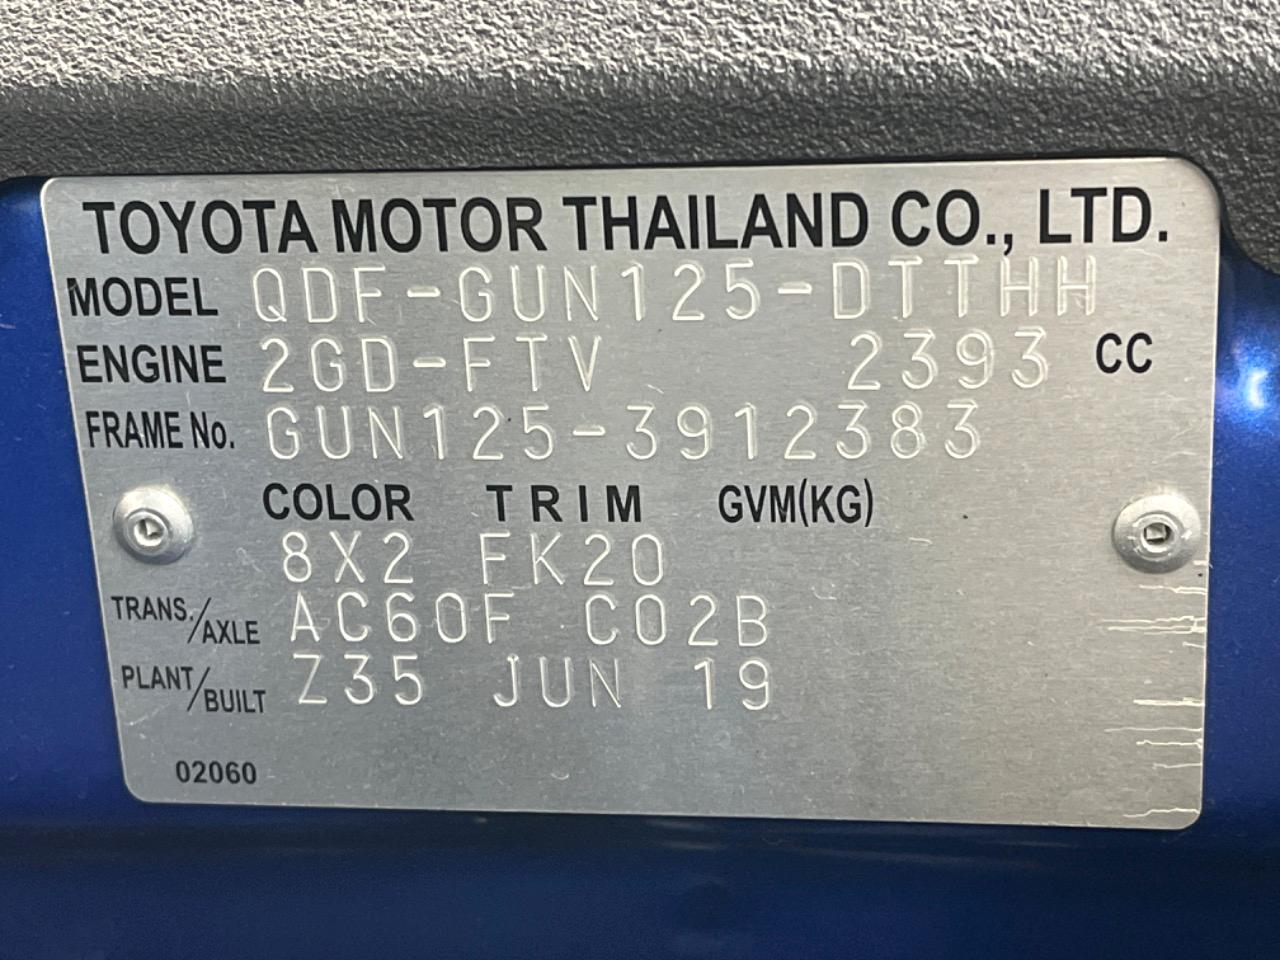 TOYOTA MOTOR THAILAND CO., LTD.
MODEL QDF-GUN125-DTTHH
ENGINE 2GD-FTV 2393 CC
FRAME No. GUN125-3912383
COLOR TRIM GVM(KG)
8X2 FK20
TRANS./AXLE AC60F C02B
PLANT/BUILT Z35 JUN 19
02060